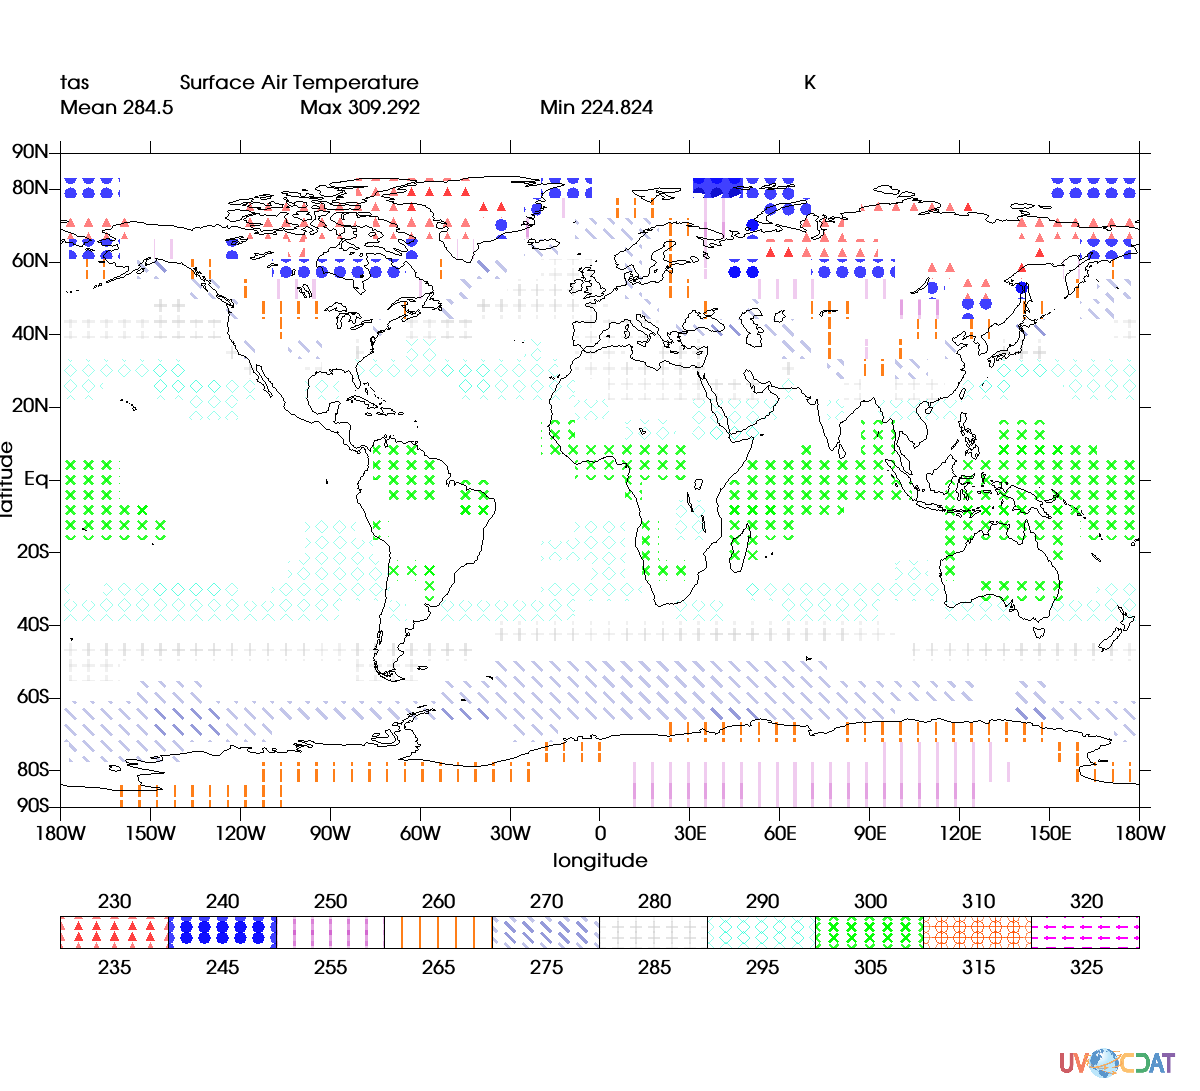 tas Surface Air Temperature K
Mean 284.5 Max 309.292 Min 224.824
90N
80N
60N
40N
20N
Eq
20S
40S
60S
80S
90S
latitude
180W 150W 120W 90W 60W 30W 0 30E 60E 90E 120E 150E 180W
longitude
230 240 250 260 270 280 290 300 310 320
235 245 255 265 275 285 295 305 315 325
UV CDAT